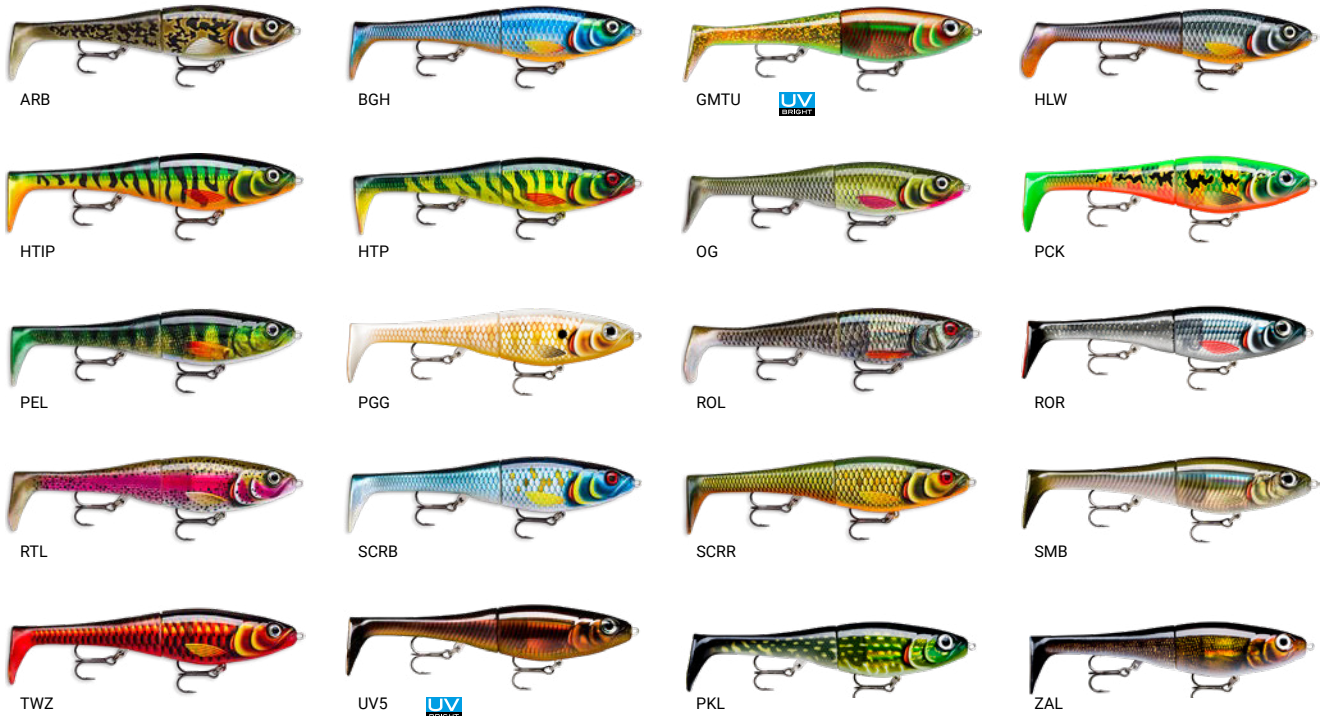 ARB
BGH
GMTU
UV
BRIGHT
HLW
HTIP
HTP
OG
PCK
PEL
PGG
ROL
ROR
RTL
SCRB
SCRR
SMB
TWZ
UV5
UV
BRIGHT
PKL
ZAL